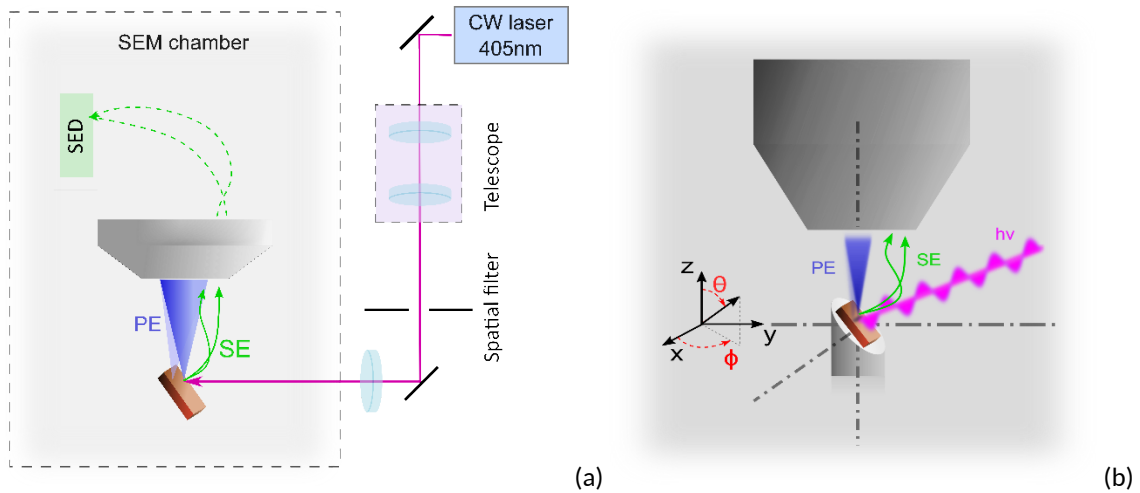 SEM chamber
CW laser
405nm
SED
Telescope
Spatial filter
PE
SE
(a)
hν
PE
SE
z
θ
y
x
ϕ
(b)